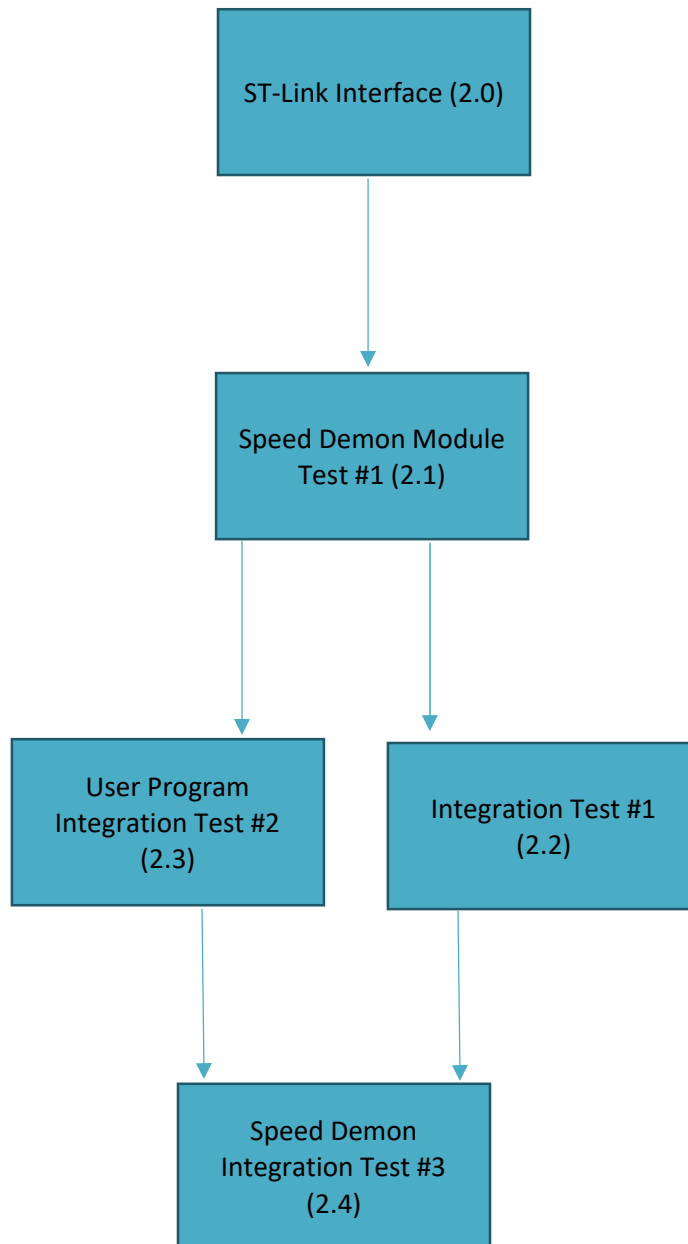 ST-Link Interface (2.0)
Speed Demon Module
Test #1 (2.1)
User Program
Integration Test #2
(2.3)
Integration Test #1
(2.2)
Speed Demon
Integration Test #3
(2.4)